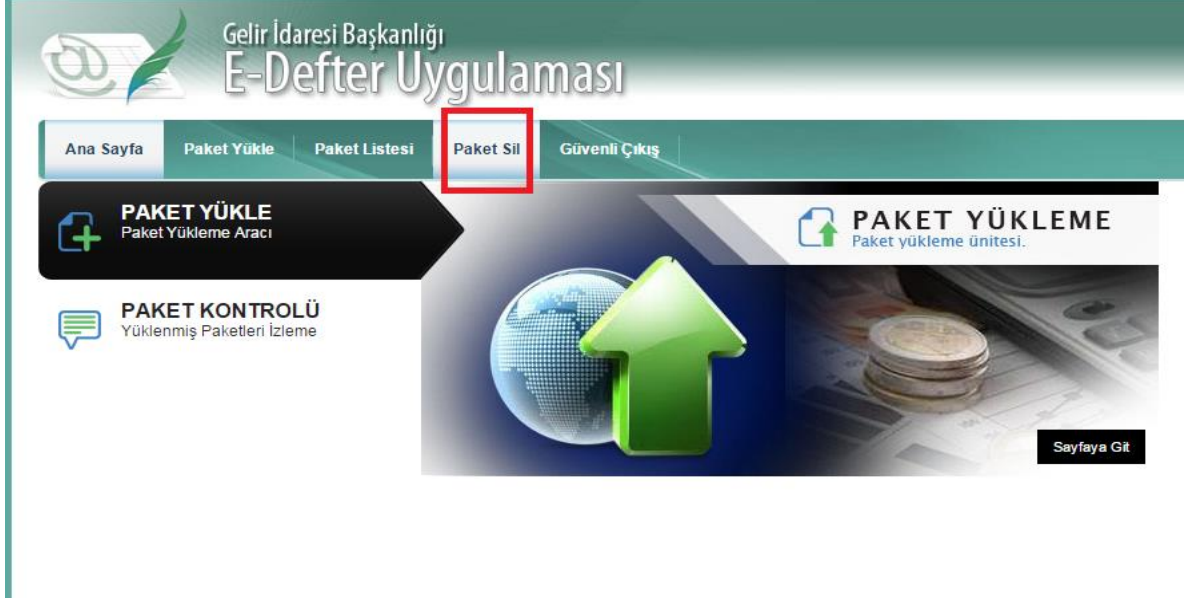 Gelir İdaresi Başkanlığı
E-Defter Uygulaması
Ana Sayfa Paket Yükle Paket Listesi Paket Sil Güvenli Çıkış
PAKET YÜKLE
Paket Yükleme Aracı
PAKET KONTROLÜ
Yüklenmiş Paketleri İzleme
PAKET YÜKLEME
Paket yükleme ünitesi.
Sayfaya Git